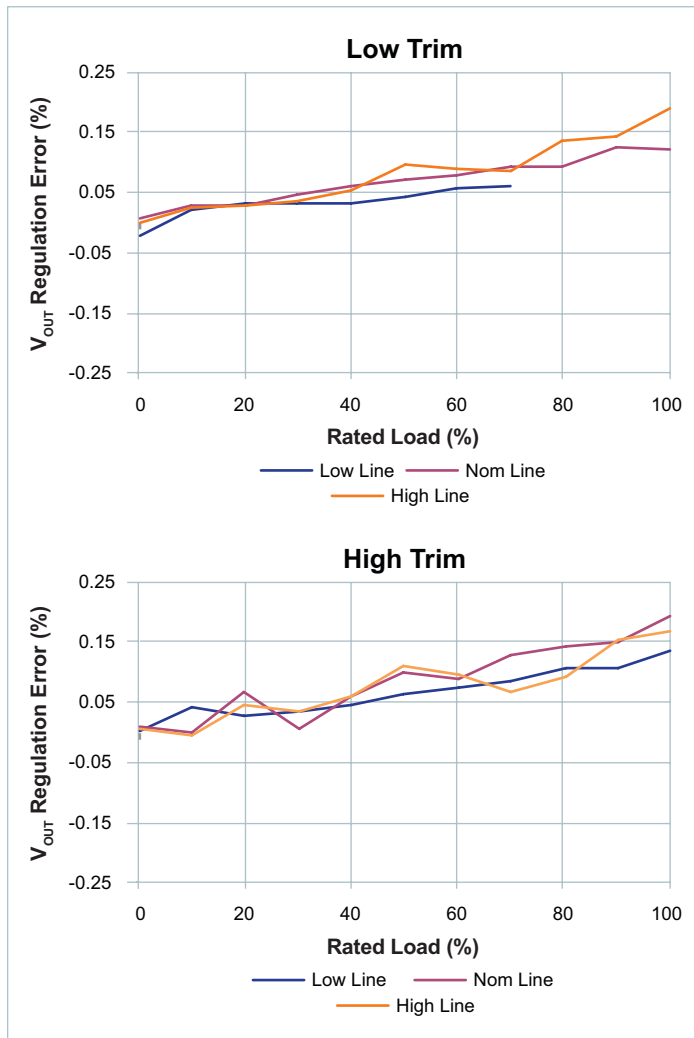 Low Trim
V_OUT Regulation Error (%)
0.25
0.15
0.05
-0.05
-0.15
-0.25
0 20 40 60 80 100
Rated Load (%)
Low Line Nom Line
High Line
High Trim
V_OUT Regulation Error (%)
0.25
0.15
0.05
-0.05
-0.15
-0.25
0 20 40 60 80 100
Rated Load (%)
Low Line Nom Line
High Line